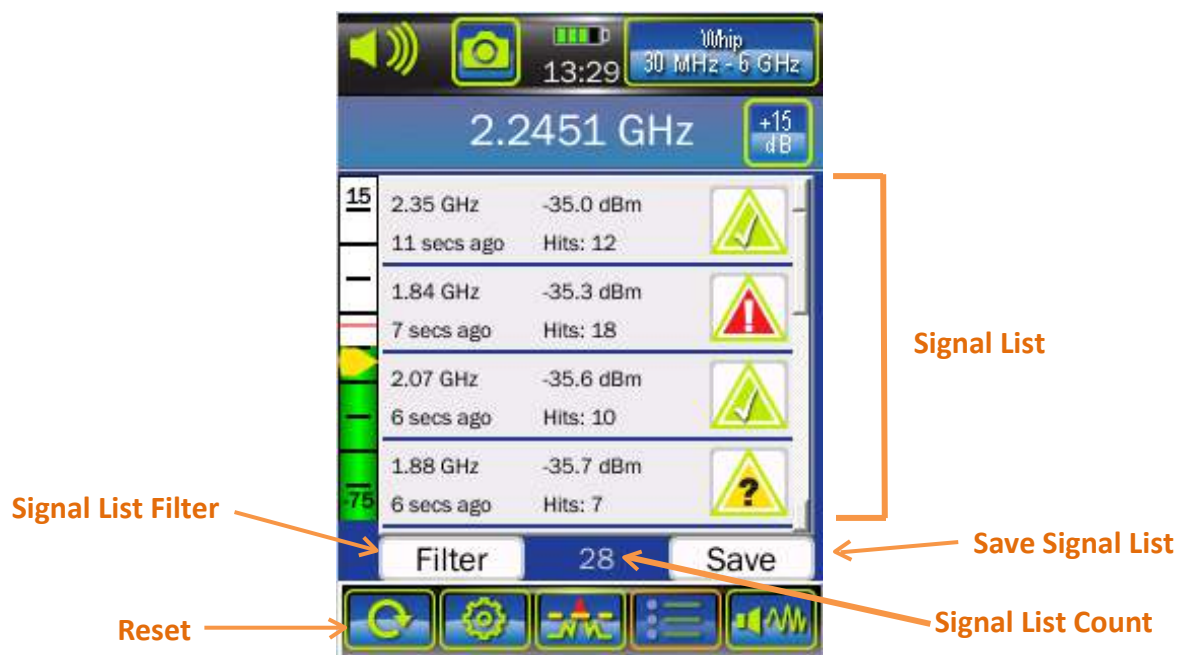 Whip
30 MHz - 6 GHz
13:29
2.2451 GHz
+15
dB
15
2.35 GHz -35.0 dBm
11 secs ago Hits: 12
1.84 GHz -35.3 dBm
7 secs ago Hits: 18
Signal List
2.07 GHz -35.6 dBm
6 secs ago Hits: 10
1.88 GHz -35.7 dBm
-75
6 secs ago Hits: 7
Signal List Filter
Filter 28 Save
Save Signal List
Reset
Signal List Count